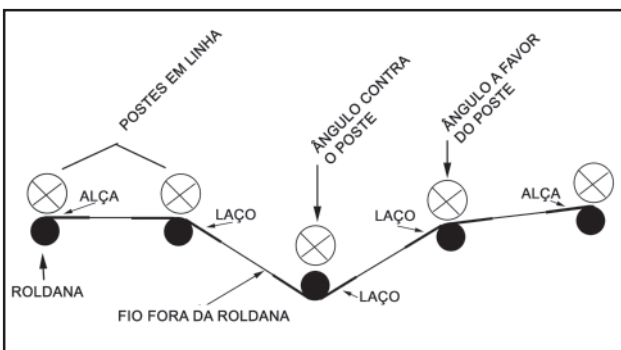 POSTES EM LINHA
ÂNGULO CONTRA
O POSTE
ÂNGULO A FAVOR
DO POSTE
ALÇA
LAÇO
LAÇO
ALÇA
ROLDANA
FIO FORA DA ROLDANA
LAÇO